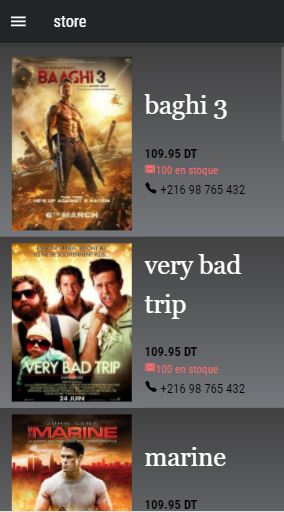 store
BAAGHI 3
THIS TIME
HE'S UP AGAINST A NATION
6TH MARCH
baghi 3
109.95 DT
100 en stoque
+216 98 765 432
VERY BAD TRIP
24 JUIN
very bad
trip
109.95 DT
100 en stoque
+216 98 765 432
JOHN CENA
THE MARINE
marine
109.95 DT